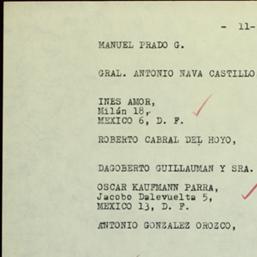 - 11-
MANUEL PRADO G.
GRAL. ANTONIO NAVA CASTILLO
INES AMOR,
Milán 18,
MEXICO 6, D. F.
ROBERTO CABRAL DEL HOYO,
DAGOBERTO GUILLAUMAN Y SRA.
OSCAR KAUFMANN PARRA,
Jacobo Dalevuelta 5,
MEXICO 13, D. F.
ANTONIO GONZALEZ OROZCO,